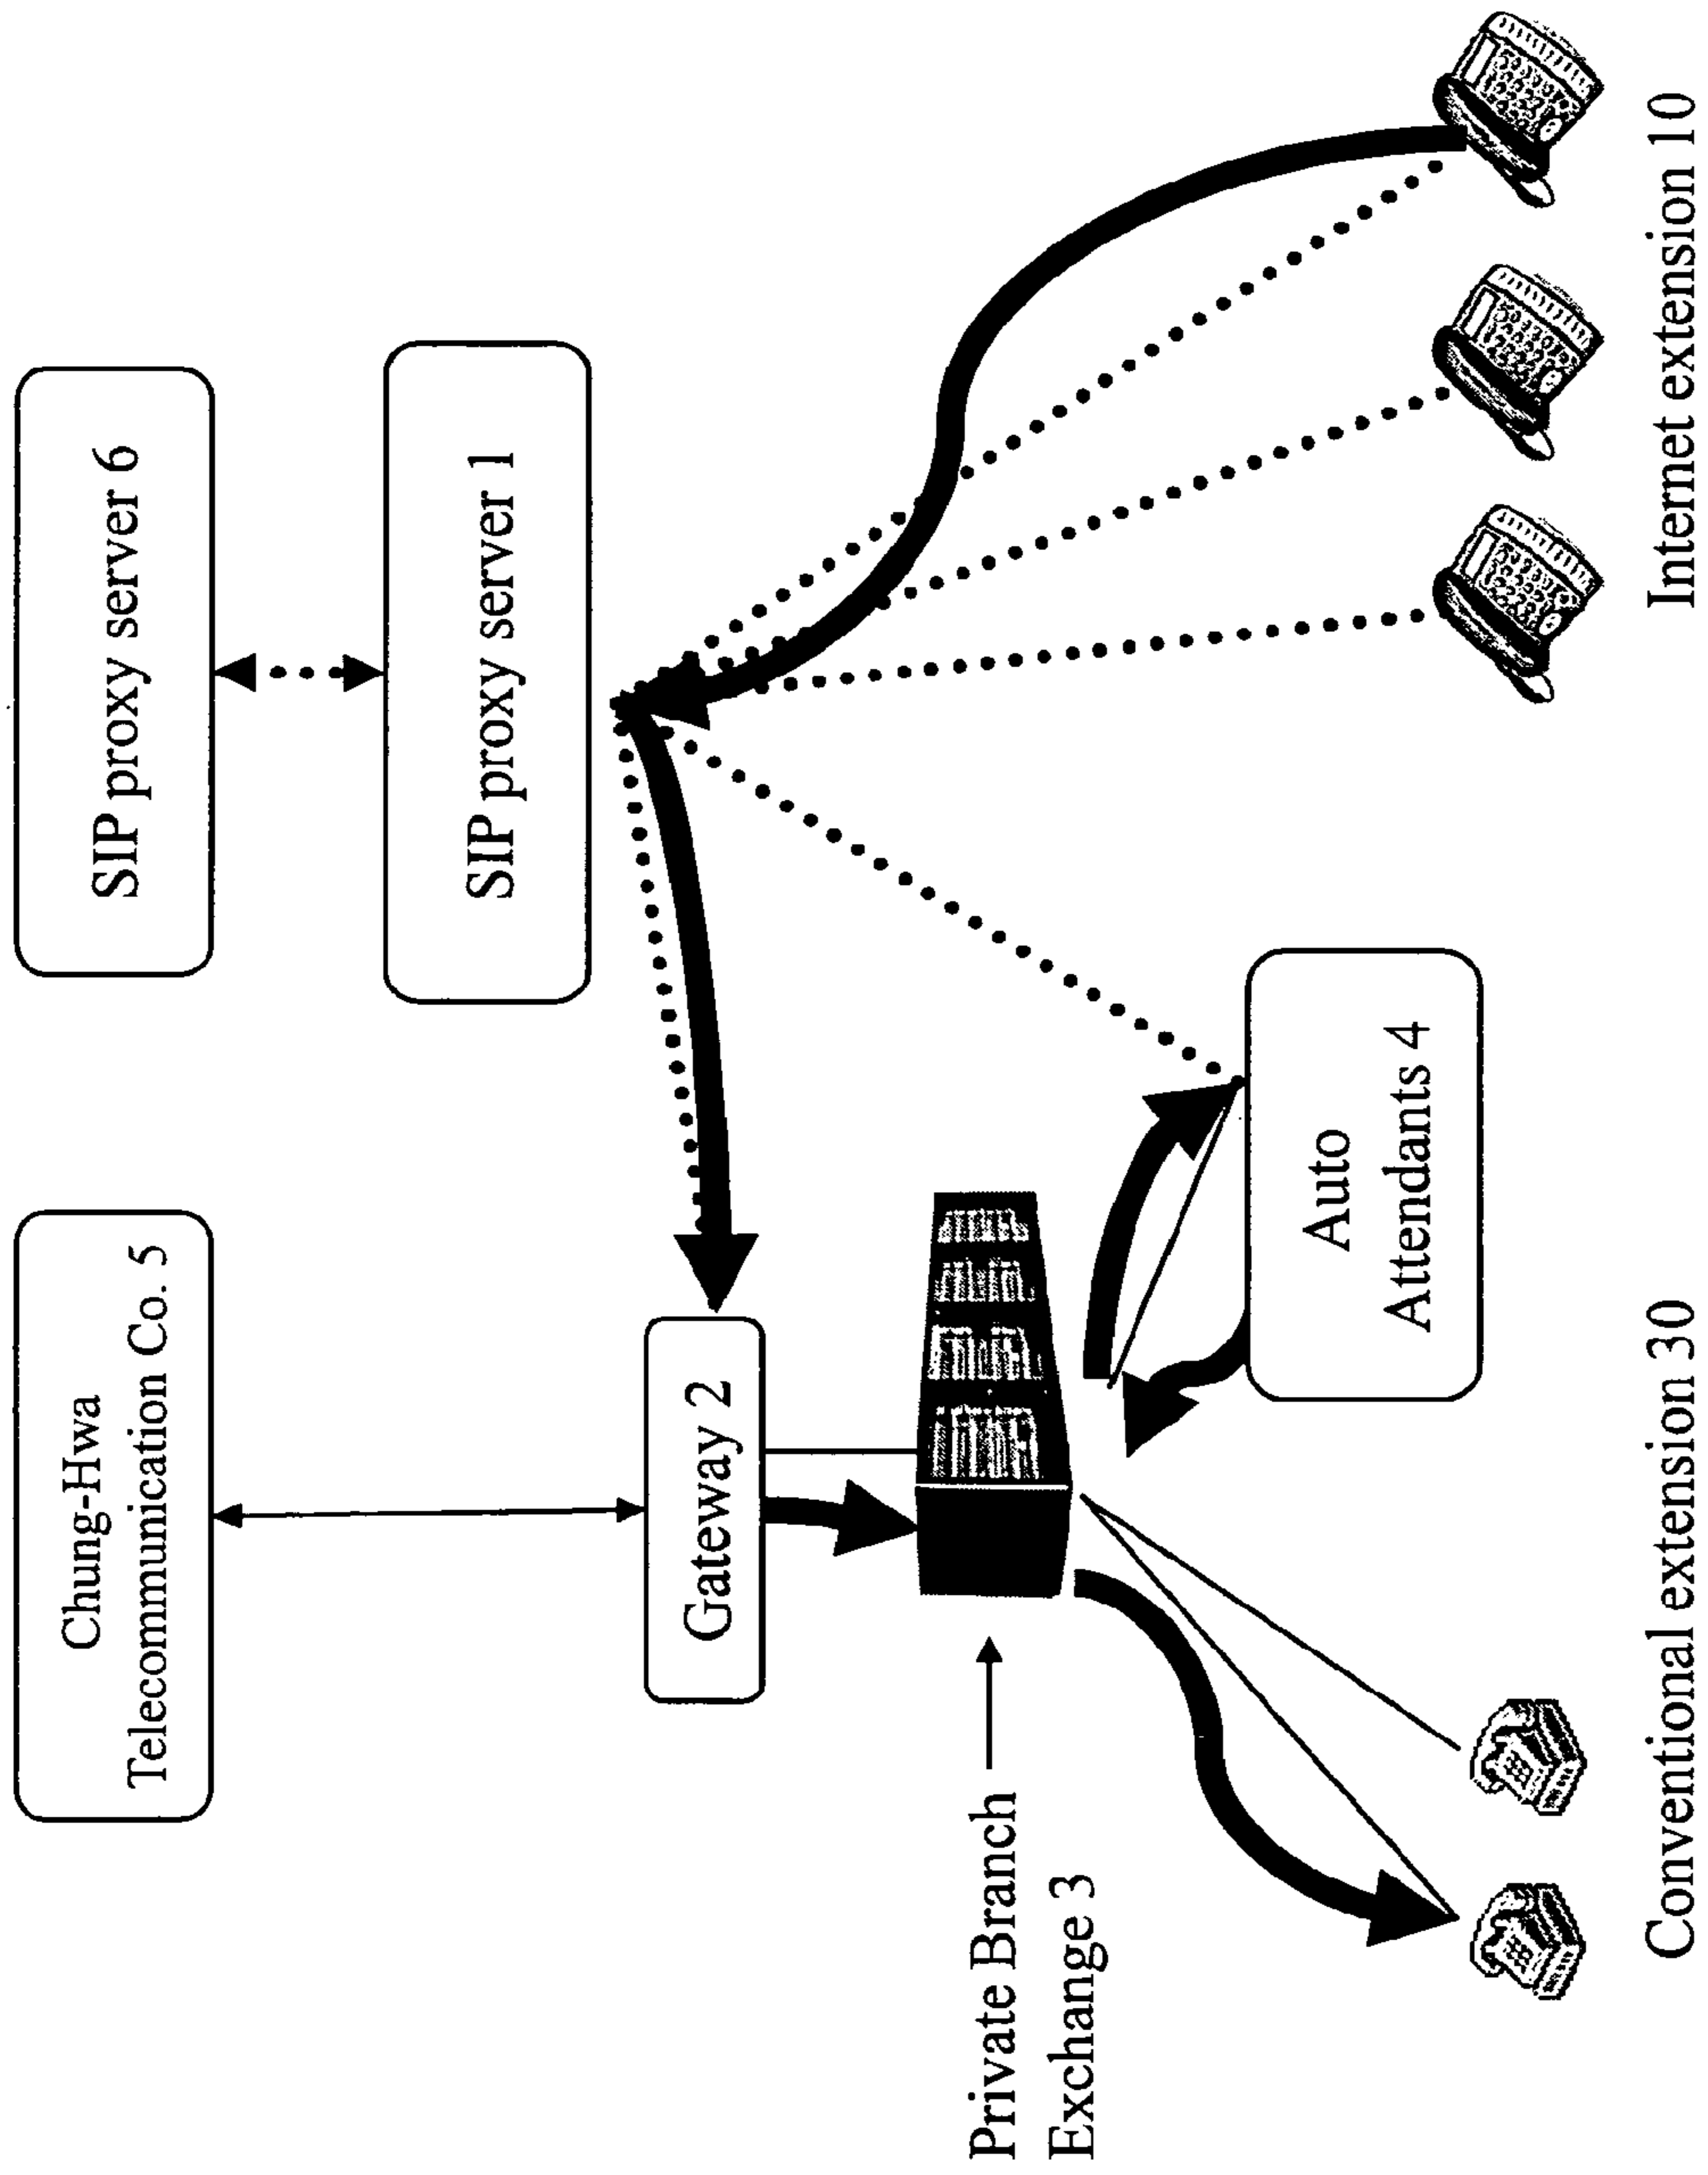 Chung-Hwa
Telecommunication Co. 5
SIP proxy server 6
SIP proxy server 1
Gateway 2
Private Branch
Exchange 3
Auto
Attendants 4
Conventional extension 30
Internet extension 10